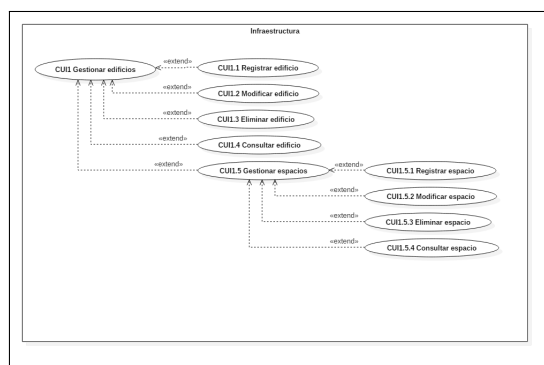 Infraestructura
CUI1 Gestionar edificios
«extend»
CUI1.1 Registrar edificio
«extend»
CUI1.2 Modificar edificio
«extend»
CUI1.3 Eliminar edificio
«extend»
CUI1.4 Consultar edificio
«extend»
CUI1.5 Gestionar espacios
«extend»
CUI1.5.1 Registrar espacio
«extend»
CUI1.5.2 Modificar espacio
«extend»
CUI1.5.3 Eliminar espacio
«extend»
CUI1.5.4 Consultar espacio